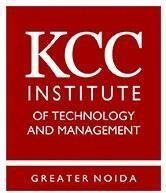 KCC
INSTITUTE
OF TECHNOLOGY
AND MANAGEMENT
GREATER NOIDA